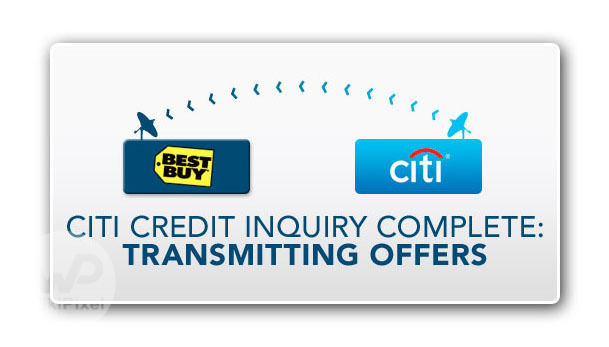 BEST
BUY
citi®
CITI CREDIT INQUIRY COMPLETE:
TRANSMITTING OFFERS